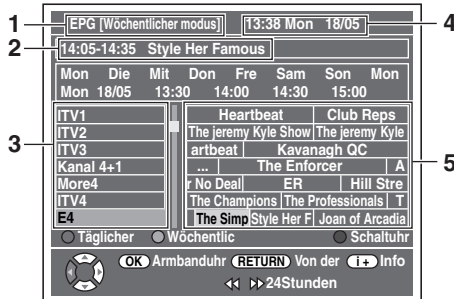 1 EPG [Wöchentlicher modus] 13:38 Mon 18/05 4
2 14:05-14:35 Style Her Famous
Mon Die Mit Don Fre Sam Son Mon
Mon 18/05 13:30 14:00 14:30 15:00
ITV1 Heartbeat Club Reps
ITV2 The jeremy Kyle Show The jeremy Kyle
3 ITV3 artbeat Kavanagh QC
Kanal 4+1 ... The Enforcer A 5
More4 r No Deal ER Hill Stre
ITV4 The Champions The Professionals T
E4 The Simp Style Her F Joan of Arcadia
Täglicher Wöchentlic Schaltuhr
OK Armbanduhr RETURN Von der i+ Info
24Stunden